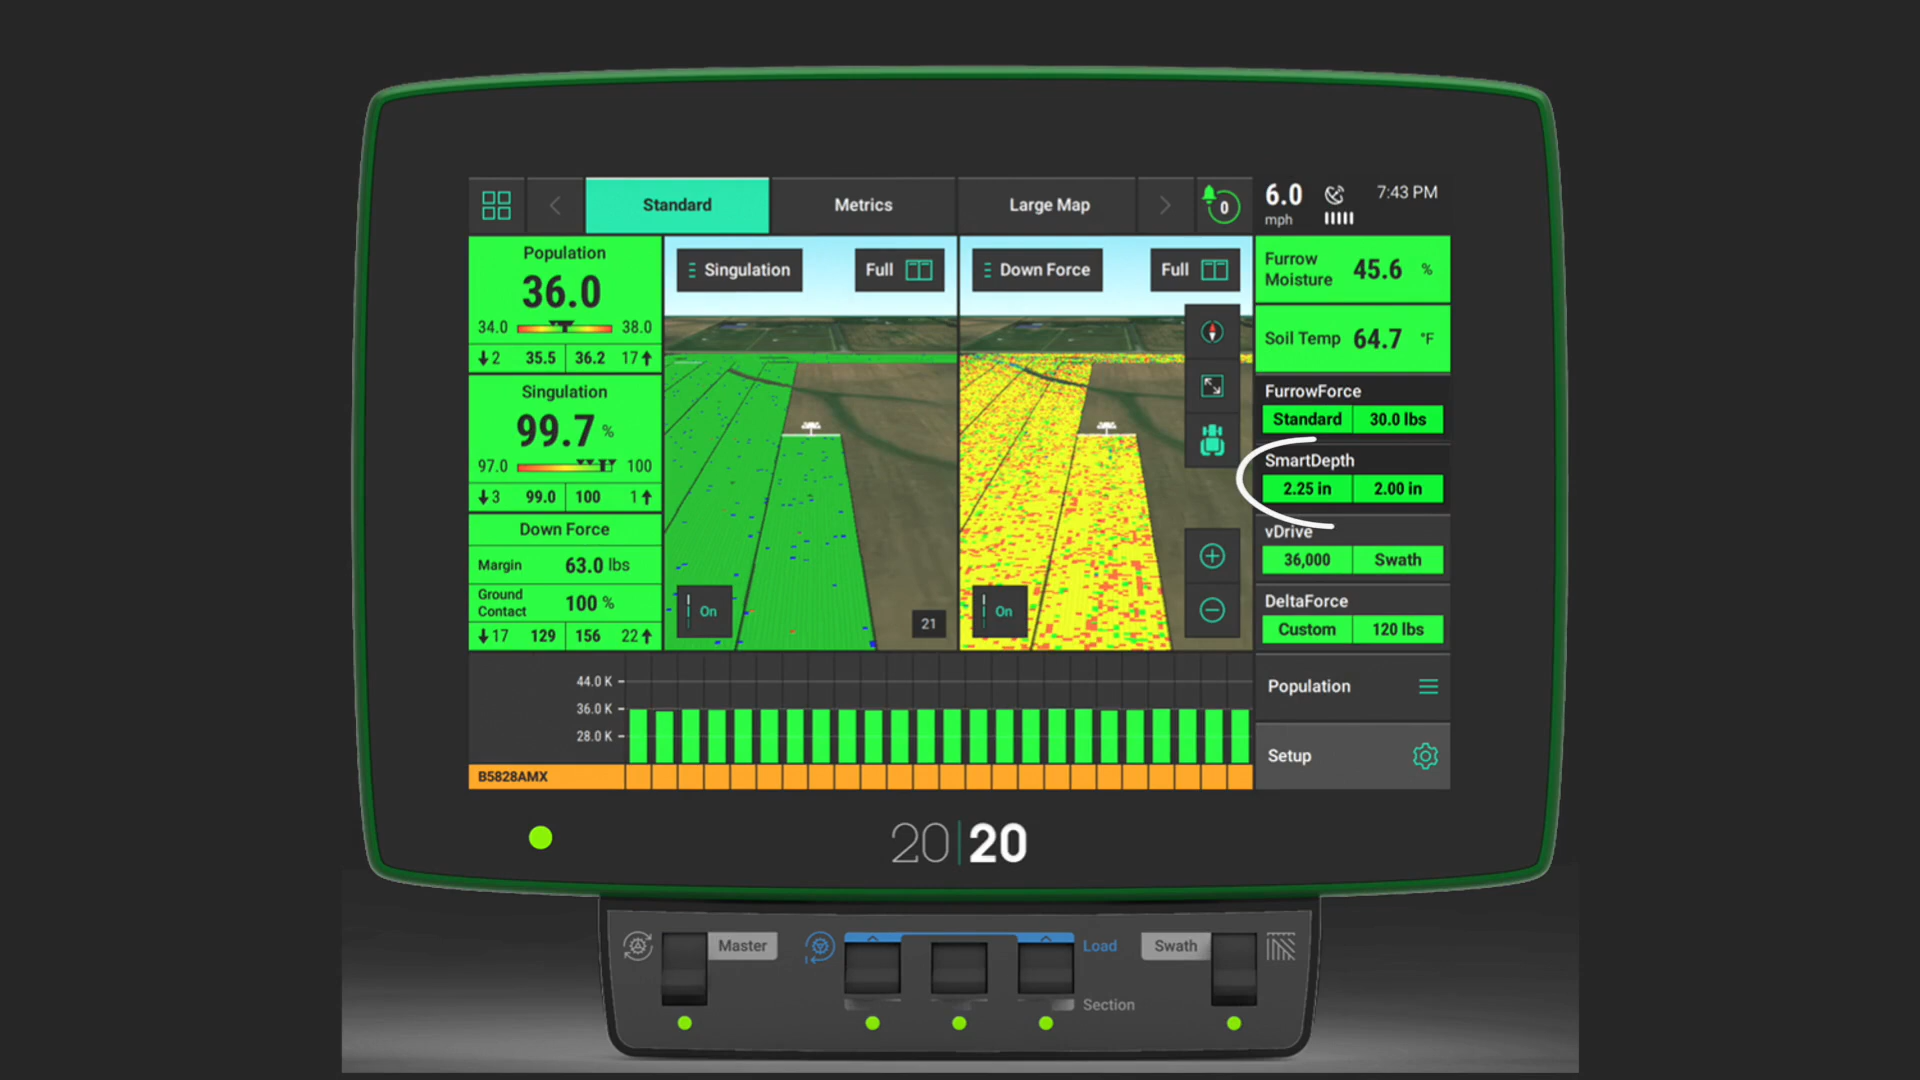 Standard
Metrics
Large Map
0
6.0
mph
7:43 PM
Population
36.0
34.0 38.0
2 35.5 36.2 17
Singulation
99.7 %
97.0 100
3 99.0 100 1
Down Force
Margin 63.0 lbs
Ground Contact 100 %
17 129 156 22
Singulation
Full
On
21
Down Force
Full
On
Furrow Moisture 45.6 %
Soil Temp 64.7 °F
FurrowForce
Standard 30.0 lbs
SmartDepth
2.25 in 2.00 in
vDrive
36,000 Swath
DeltaForce
Custom 120 lbs
Population
Setup
44.0 K
36.0 K
28.0 K
B5828AMX
20|20
Master
Load
Swath
Section